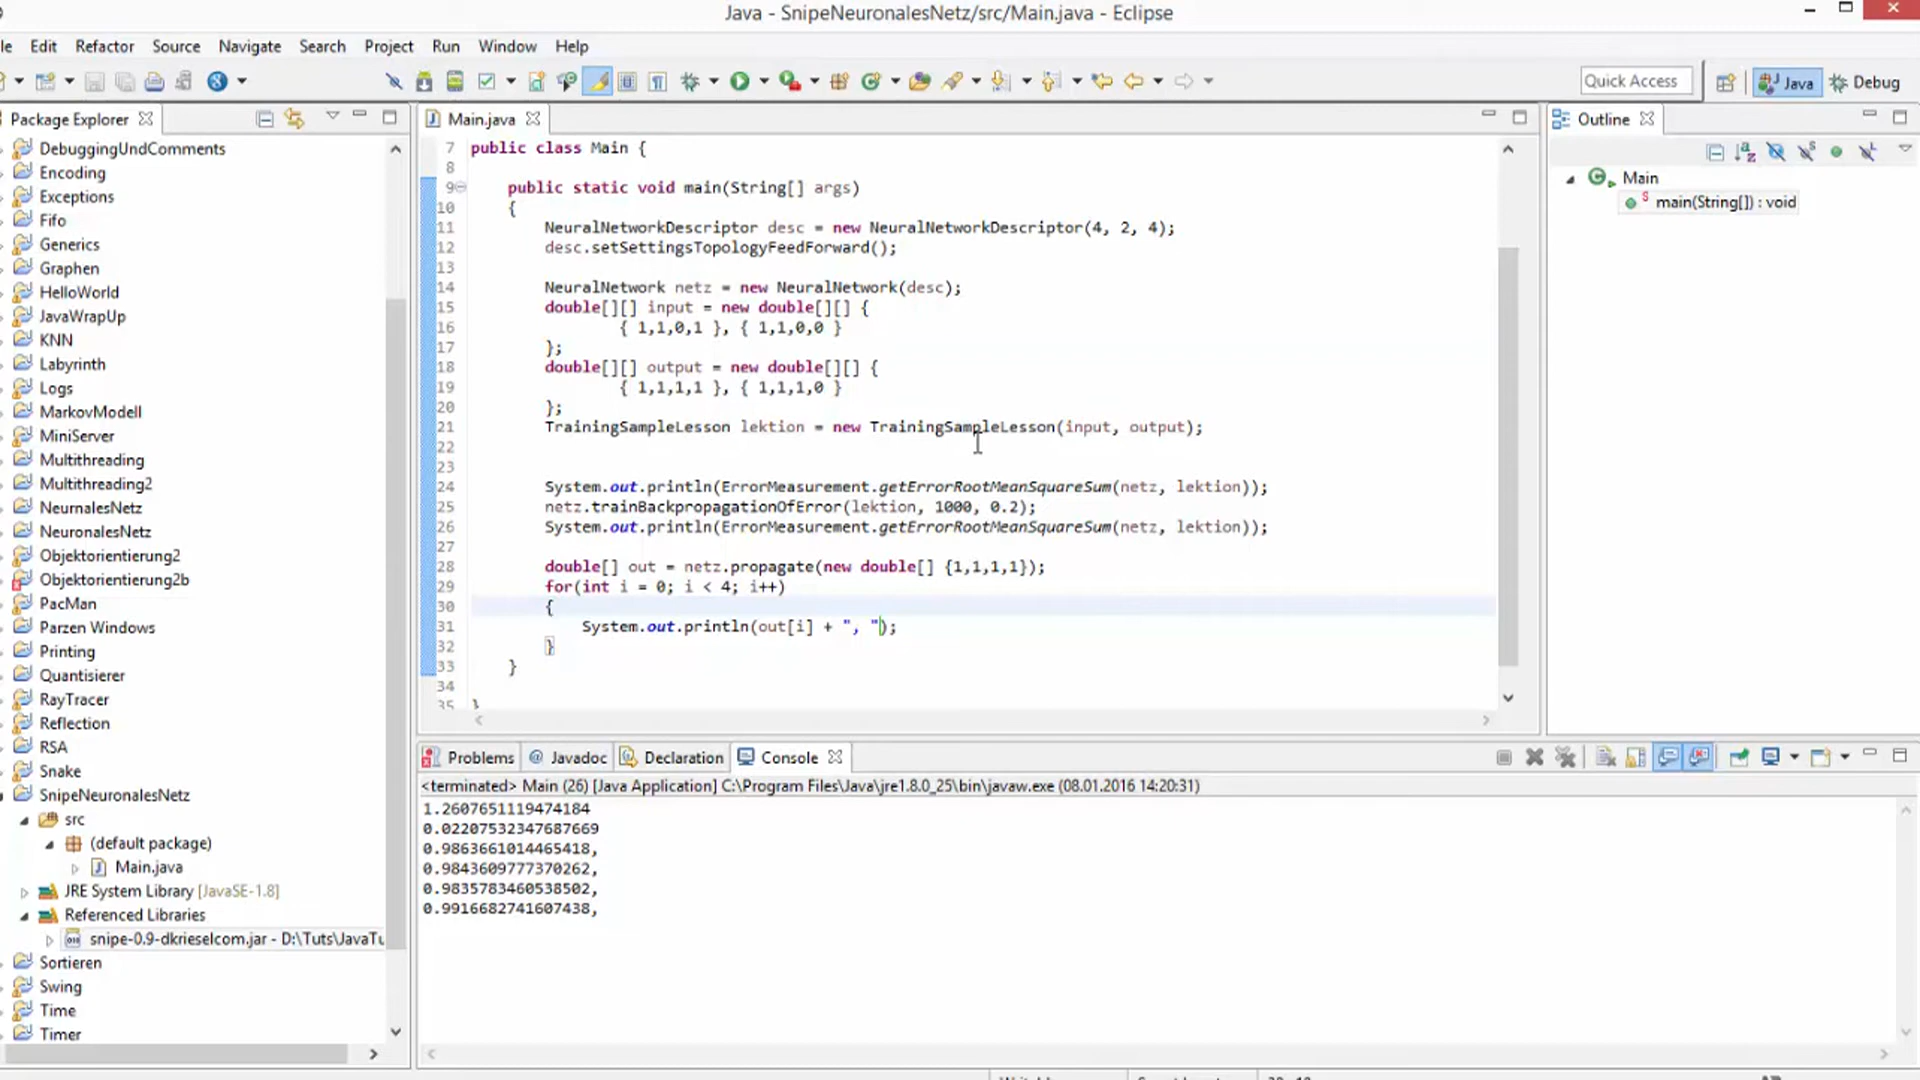 Java - SnipeNeuronalesNetz/src/Main.java - Eclipse
le Edit Refactor Source Navigate Search Project Run Window Help
Quick Access
Java
Debug
Package Explorer
DebuggingUndComments
Encoding
Exceptions
Fifo
Generics
Graphen
HelloWorld
JavaWrapUp
KNN
Labyrinth
Logs
MarkovModell
MiniServer
Multithreading
Multithreading2
NeurnalesNetz
NeuronalesNetz
Objektorientierung2
Objektorientierung2b
PacMan
Parzen Windows
Printing
Quantisierer
RayTracer
Reflection
RSA
Snake
SnipeNeuronalesNetz
src
(default package)
Main.java
JRE System Library [JavaSE-1.8]
Referenced Libraries
snipe-0.9-dkrieselcom.jar - D:\Tuts\JavaTu
Sortieren
Swing
Time
Timer
Main.java
7 public class Main {
8
9 public static void main(String[] args)
10 {
11 NeuralNetworkDescriptor desc = new NeuralNetworkDescriptor(4, 2, 4);
12 desc.setSettingsTopologyFeedForward();
13
14 NeuralNetwork netz = new NeuralNetwork(desc);
15 double[][] input = new double[][] {
16 { 1,1,0,1 }, { 1,1,0,0 }
17 };
18 double[][] output = new double[][] {
19 { 1,1,1,1 }, { 1,1,1,0 }
20 };
21 TrainingSampleLesson lektion = new TrainingSampleLesson(input, output);
22
23
24 System.out.println(ErrorMeasurement.getErrorRootMeanSquareSum(netz, lektion));
25 netz.trainBackpropagationOfError(lektion, 1000, 0.2);
26 System.out.println(ErrorMeasurement.getErrorRootMeanSquareSum(netz, lektion));
27
28 double[] out = netz.propagate(new double[] {1,1,1,1});
29 for(int i = 0; i < 4; i++)
30 {
31 System.out.println(out[i] + ", ");
32 }
33 }
34
35 }
Outline
Main
main(String[]) : void
Problems @ Javadoc Declaration Console
<terminated> Main (26) [Java Application] C:\Program Files\Java\jre1.8.0_25\bin\javaw.exe (08.01.2016 14:20:31)
1.2607651119474184
0.02207532347687669
0.9863661014465418,
0.9843609777370262,
0.9835783460538502,
0.9916682741607438,